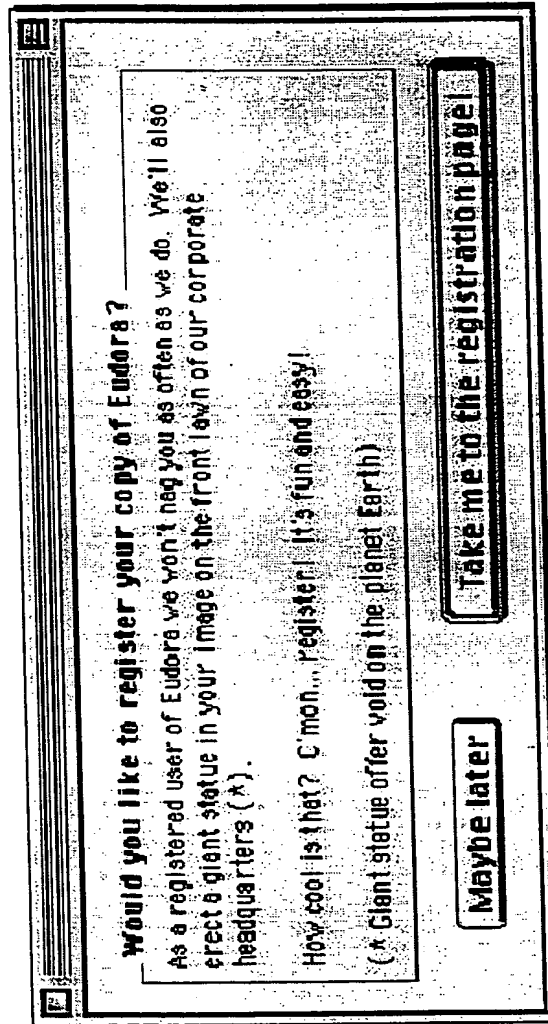 Would you like to register your copy of Eudora?
As a registered user of Eudora we won't nag you as often as we do. We'll also
erect a giant statue in your image on the front lawn of our corporate
headquarters (*).
How cool is that? C'mon... register! It's fun and easy!
(* Giant statue offer void on the planet Earth)
Maybe later
Take me to the registration page!